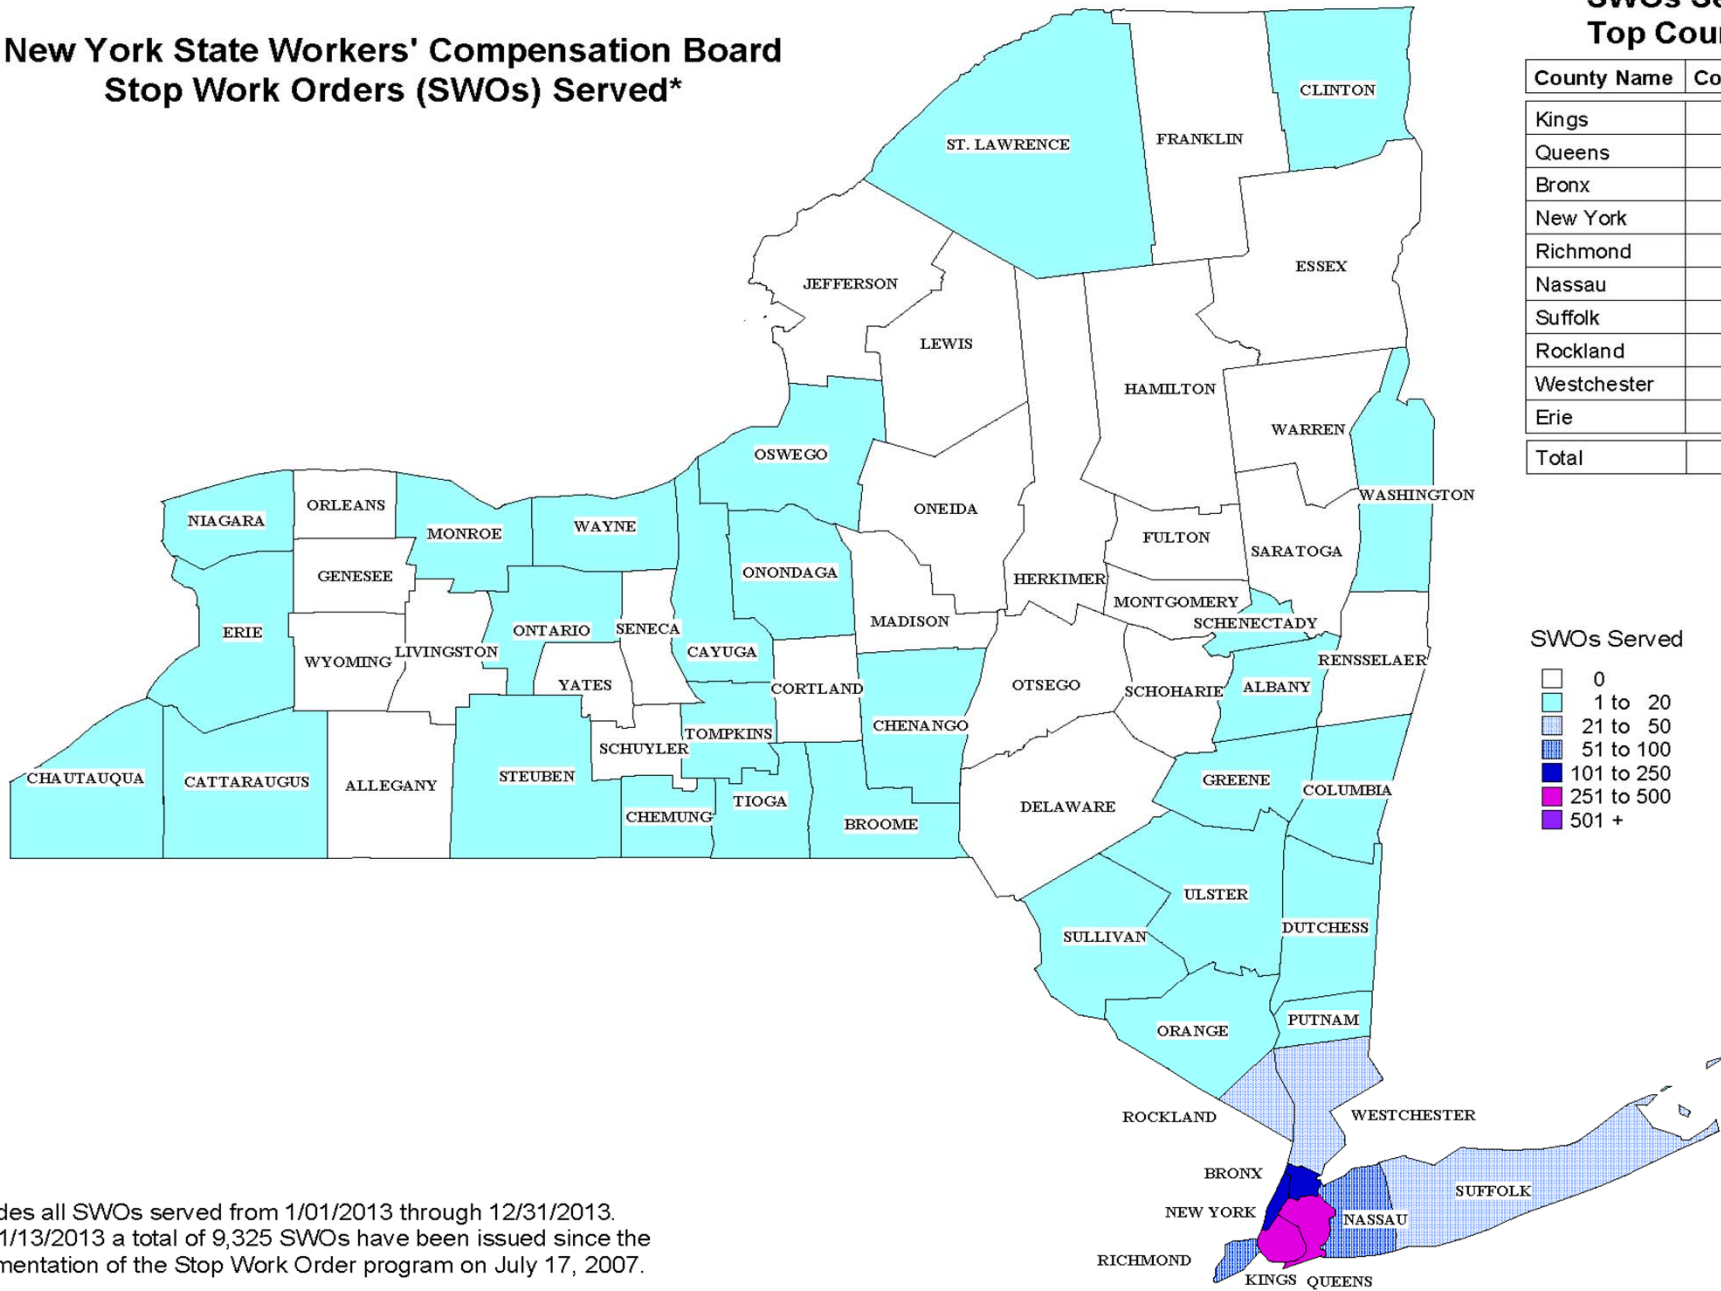 New York State Workers' Compensation Board
Stop Work Orders (SWOs) Served*
Top
County Name
Kings
Queens
Bronx
New York
Richmond
Nassau
Suffolk
Rockland
Westchester
Erie
Total
CLINTON
ST. LAWRENCE
FRANKLIN
ESSEX
JEFFERSON
LEWIS
HAMILTON
WARREN
OSWEGO
WASHINGTON
ORLEANS
ONEIDA
NIAGARA
WAYNE
MONROE
FULTON
SARATOGA
ONONDAGA
GENESEE
HERKIMER
MONTGOMERY
MADISON
SCHENECTADY
ERIE
ONTARIO
SENECA
LIVINGSTON
CAYUGA
WYOMING
RENSSELAER
YATES
CORTLAND
OTSEGO
SCHOHARIE
ALBANY
CHENANGO
TOMPKINS
SCHUYLER
CHAUTAUQUA
CATTARAUGUS
ALLEGANY
STEUBEN
GREENE
COLUMBIA
TIOGA
DELAWARE
CHEMUNG
BROOME
ULSTER
DUTCHESS
SULLIVAN
PUTNAM
ORANGE
ROCKLAND
WESTCHESTER
BRONX
SUFFOLK
NEW YORK
NASSAU
RICHMOND
KINGS
QUEENS
SWOs Served
0
1 to 20
21 to 50
51 to 100
101 to 250
251 to 500
501 +
all SWOs served from 1/01/2013 through 12/31/2013.
1/13/2013 a total of 9,325 SWOs have been issued since the
of the Stop Work Order program on July 17, 2007.